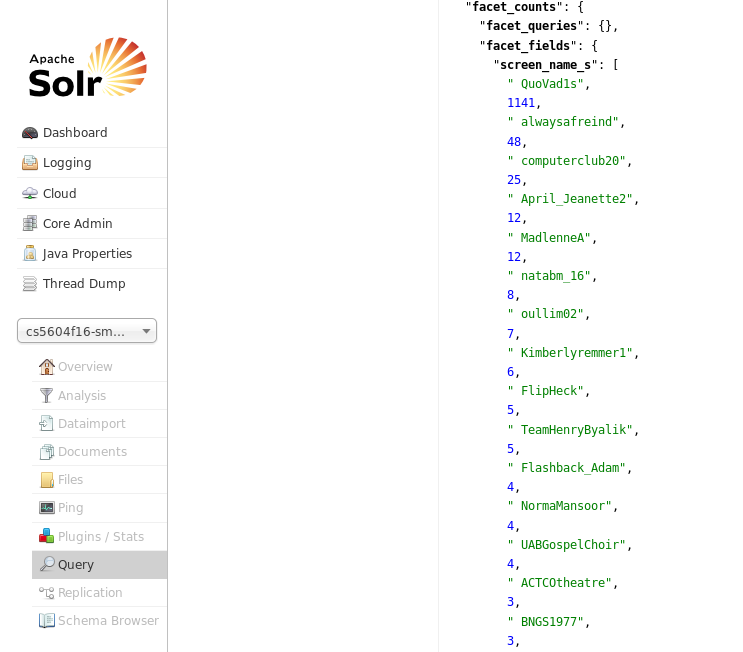 Apache
Solr
Dashboard
Logging
Cloud
Core Admin
Java Properties
Thread Dump
cs5604f16-sm...
Overview
Analysis
Dataimport
Documents
Files
Ping
Plugins / Stats
Query
Replication
Schema Browser
"facet_counts": {
"facet_queries": {},
"facet_fields": {
"screen_name_s": [
" QuoVad1s",
1141,
" alwaysafreind",
48,
" computerclub20",
25,
" April_Jeanette2",
12,
" MadlenneA",
12,
" natabm_16",
8,
" oullim02",
7,
" Kimberlyremmer1",
6,
" FlipHeck",
5,
" TeamHenryByalik",
5,
" Flashback_Adam",
4,
" NormaMansoor",
4,
" UABGospelChoir",
4,
" ACTCOtheatre",
3,
" BNGS1977",
3,